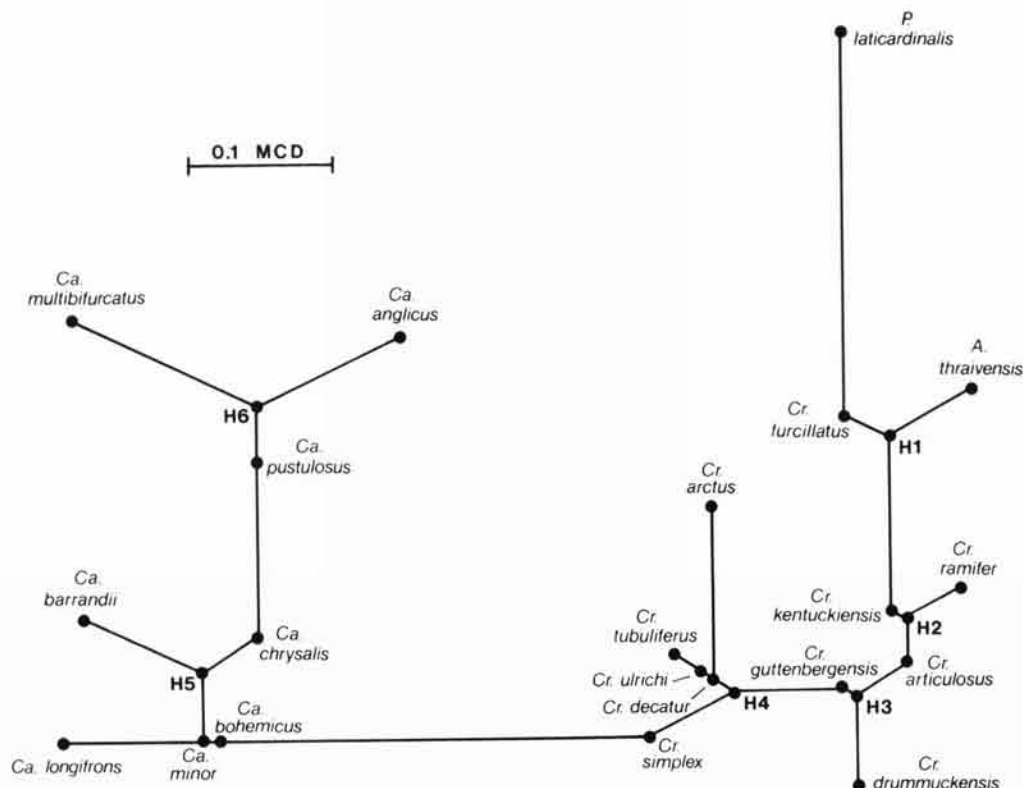 P.
laticardinalis
0.1 MCD
Ca.
multibifurcatus
Ca.
anglicus
A.
thraivensis
H6
Cr.
furcillatus
H1
Ca.
pustulosus
Cr.
arctus
Ca.
barrandii
Cr.
ramifer
Cr.
kentuckiensis
H2
Cr.
tubuliferus
Ca.
chrysalis
Cr.
guttenbergensis
Cr.
articulosus
H5
Cr. ulrichi
Cr. decatur
H4
H3
Ca.
bohemicus
Ca. longifrons
Ca.
minor
Cr.
simplex
Cr.
drummuckensis